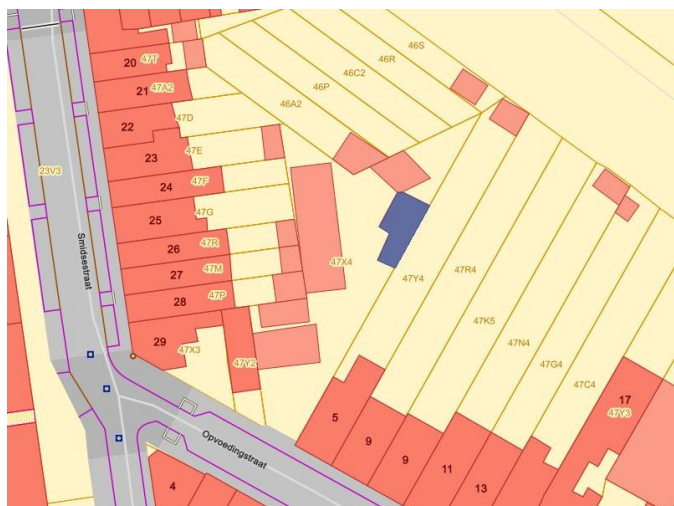 20 47T
21 47A2
22 47D
23 47E
24 47F
25 47G
26 47R
27 47M
28 47P
29 47X3
47Y2
23V3
Smidsestraat
46S
46R
46C2
46P
46A2
47X4
47Y4
47R4
47K5
47N4
47G4
47C4
17
47Y3
5
9
9
11
13
Opvoedingstraat
4